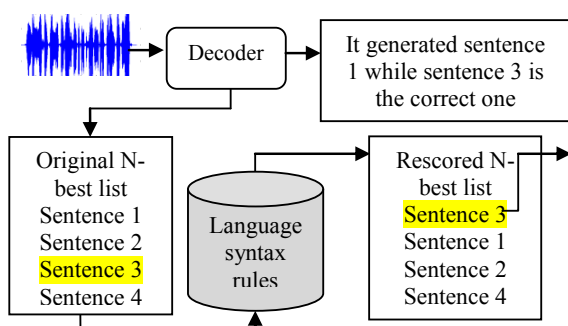 Decoder
It generated sentence
1 while sentence 3 is
the correct one
Original N-
best list
Sentence 1
Sentence 2
Sentence 3
Sentence 4
Language
syntax
rules
Rescored N-
best list
Sentence 3
Sentence 1
Sentence 2
Sentence 4